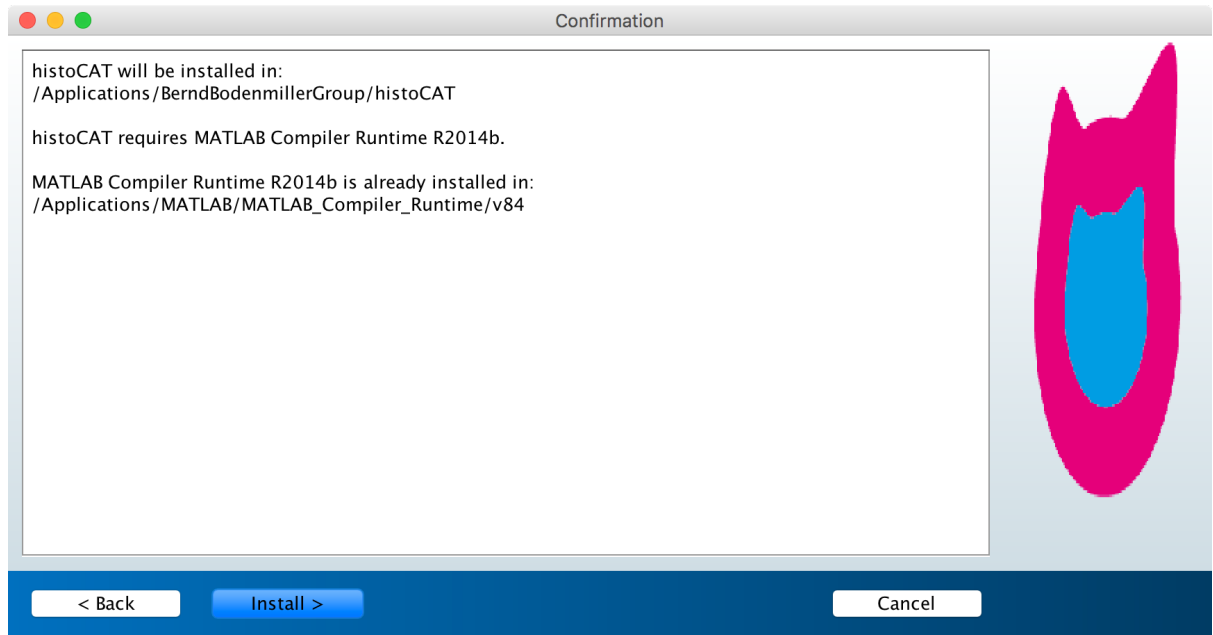 Confirmation
histoCAT will be installed in:
/Applications/BerndBodenmillerGroup/histoCAT
histoCAT requires MATLAB Compiler Runtime R2014b.
MATLAB Compiler Runtime R2014b is already installed in:
/Applications/MATLAB/MATLAB_Compiler_Runtime/v84
< Back
Install >
Cancel